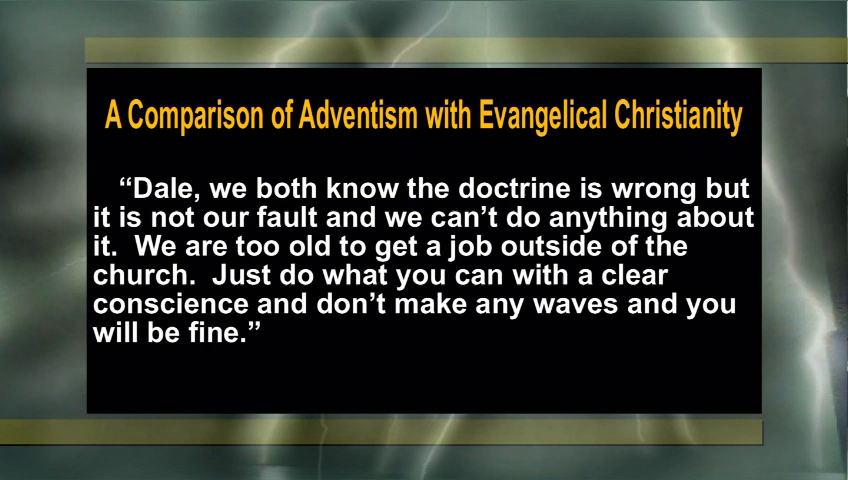 A Comparison of Adventism with Evangelical Christianity
“Dale, we both know the doctrine is wrong but
it is not our fault and we can’t do anything about
it.  We are too old to get a job outside of the
church.  Just do what you can with a clear
conscience and don’t make any waves and you
will be fine.”